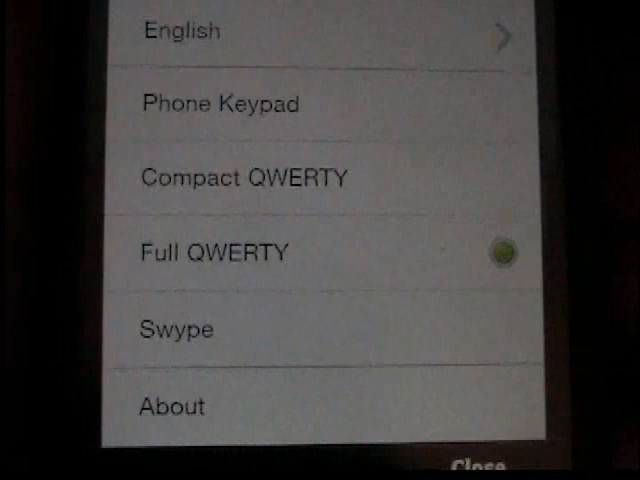 English
Phone Keypad
Compact QWERTY
Full QWERTY
Swype
About
Close